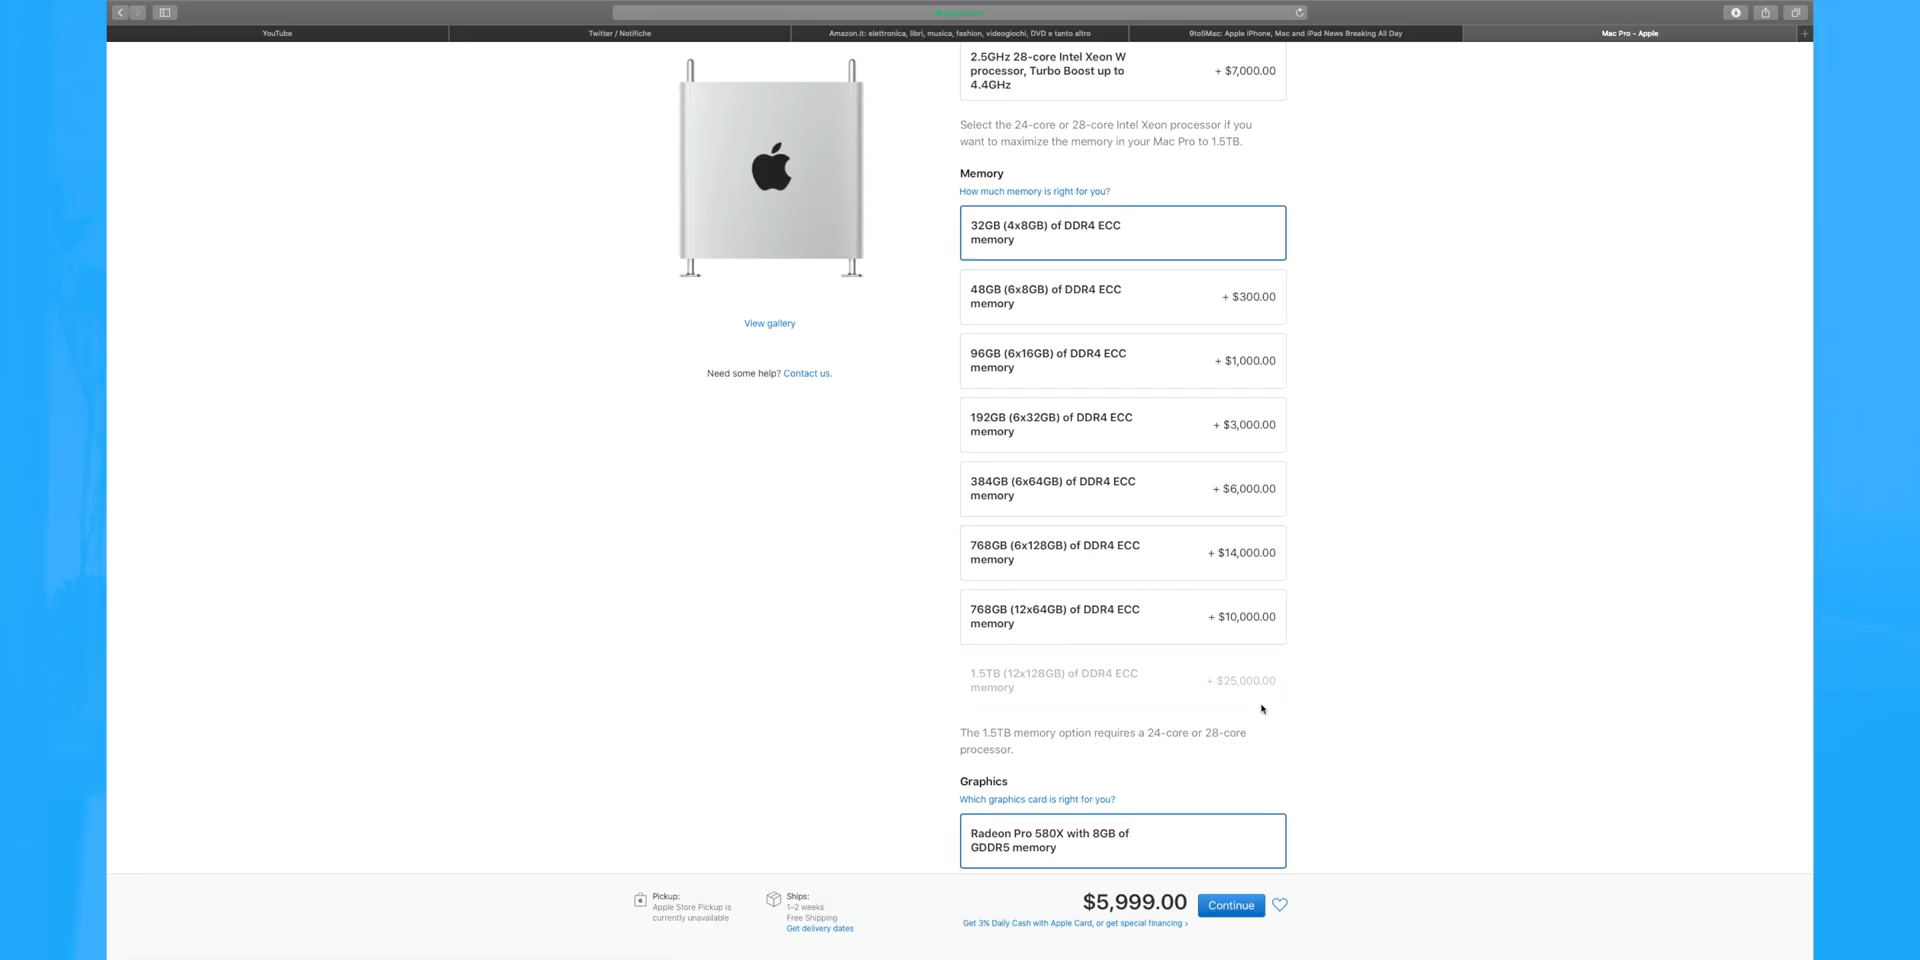 YouTube
Twitter / Notifiche
Amazon.it: elettronica, libri, musica, fashion, videogiochi, DVD e tanto altro
9to5Mac: Apple iPhone, Mac and iPad News Breaking All Day
Mac Pro - Apple
2.5GHz 28-core Intel Xeon W
processor, Turbo Boost up to
4.4GHz
+ $7,000.00
Select the 24-core or 28-core Intel Xeon processor if you
want to maximize the memory in your Mac Pro to 1.5TB.
Memory
How much memory is right for you?
32GB (4x8GB) of DDR4 ECC
memory
48GB (6x8GB) of DDR4 ECC
memory
+ $300.00
96GB (6x16GB) of DDR4 ECC
memory
+ $1,000.00
192GB (6x32GB) of DDR4 ECC
memory
+ $3,000.00
384GB (6x64GB) of DDR4 ECC
memory
+ $6,000.00
768GB (6x128GB) of DDR4 ECC
memory
+ $14,000.00
768GB (12x64GB) of DDR4 ECC
memory
+ $10,000.00
1.5TB (12x128GB) of DDR4 ECC
memory
+ $25,000.00
The 1.5TB memory option requires a 24-core or 28-core
processor.
Graphics
Which graphics card is right for you?
Radeon Pro 580X with 8GB of
GDDR5 memory
View gallery
Need some help? Contact us.
Pickup:
Apple Store Pickup is
currently unavailable
Ships:
1–2 weeks
Free Shipping
Get delivery dates
$5,999.00
Continue
Get 3% Daily Cash with Apple Card, or get special financing ›